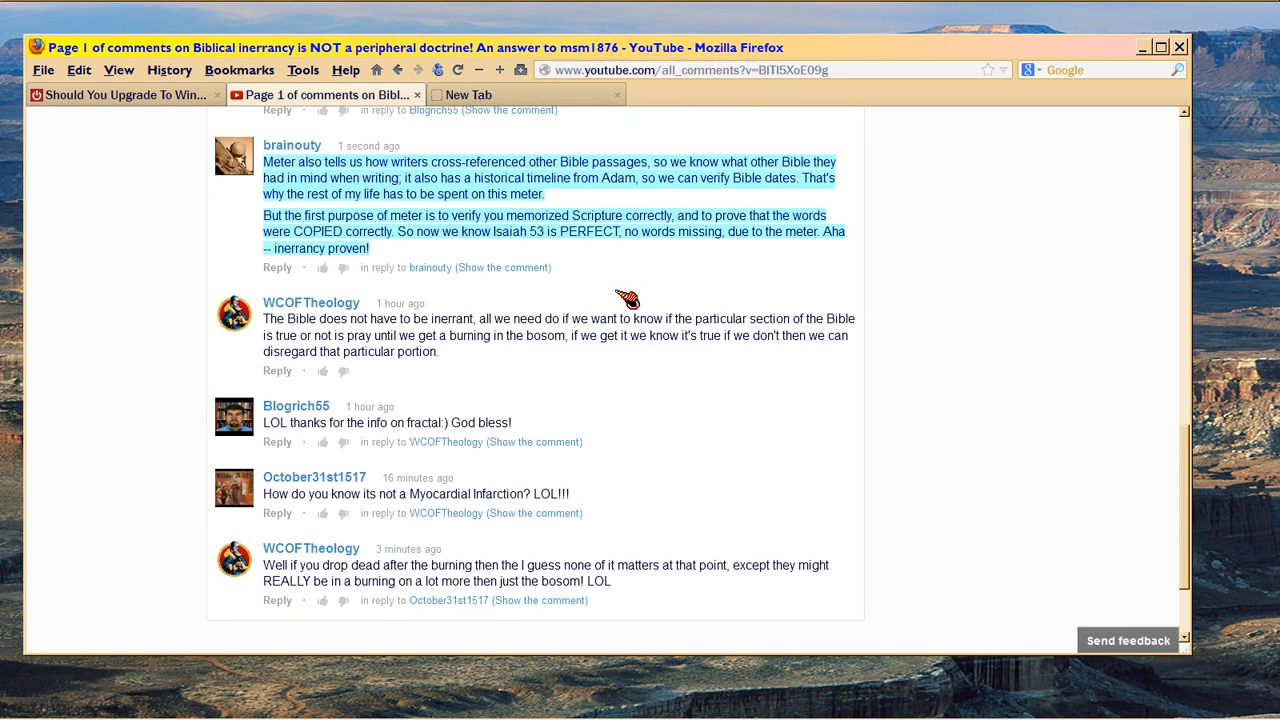 Page 1 of comments on Biblical inerrancy is NOT a peripheral doctrine! An answer to msm1876 - YouTube - Mozilla Firefox
File Edit View History Bookmarks Tools Help
www.youtube.com/all_comments?v=BITl5XoE09g
Google
Should You Upgrade To Win...
Page 1 of comments on Bibl...
New Tab
Reply · in reply to Blogrich55 (Show the comment)
brainouty 1 second ago
Meter also tells us how writers cross-referenced other Bible passages, so we know what other Bible they
had in mind when writing; it also has a historical timeline from Adam, so we can verify Bible dates. That's
why the rest of my life has to be spent on this meter.
But the first purpose of meter is to verify you memorized Scripture correctly, and to prove that the words
were COPIED correctly. So now we know Isaiah 53 is PERFECT, no words missing, due to the meter. Aha
-- inerrancy proven!
Reply · in reply to brainouty (Show the comment)
WCOFTheology 1 hour ago
The Bible does not have to be inerrant, all we need do if we want to know if the particular section of the Bible
is true or not is pray until we get a burning in the bosom, if we get it we know it's true if we don't then we can
disregard that particular portion.
Reply ·
Blogrich55 1 hour ago
LOL thanks for the info on fractal:) God bless!
Reply · in reply to WCOFTheology (Show the comment)
October31st1517 16 minutes ago
How do you know its not a Myocardial Infarction? LOL!!!
Reply · in reply to WCOFTheology (Show the comment)
WCOFTheology 3 minutes ago
Well if you drop dead after the burning then the I guess none of it matters at that point, except they might
REALLY be in a burning on a lot more then just the bosom! LOL
Reply · in reply to October31st1517 (Show the comment)
Send feedback